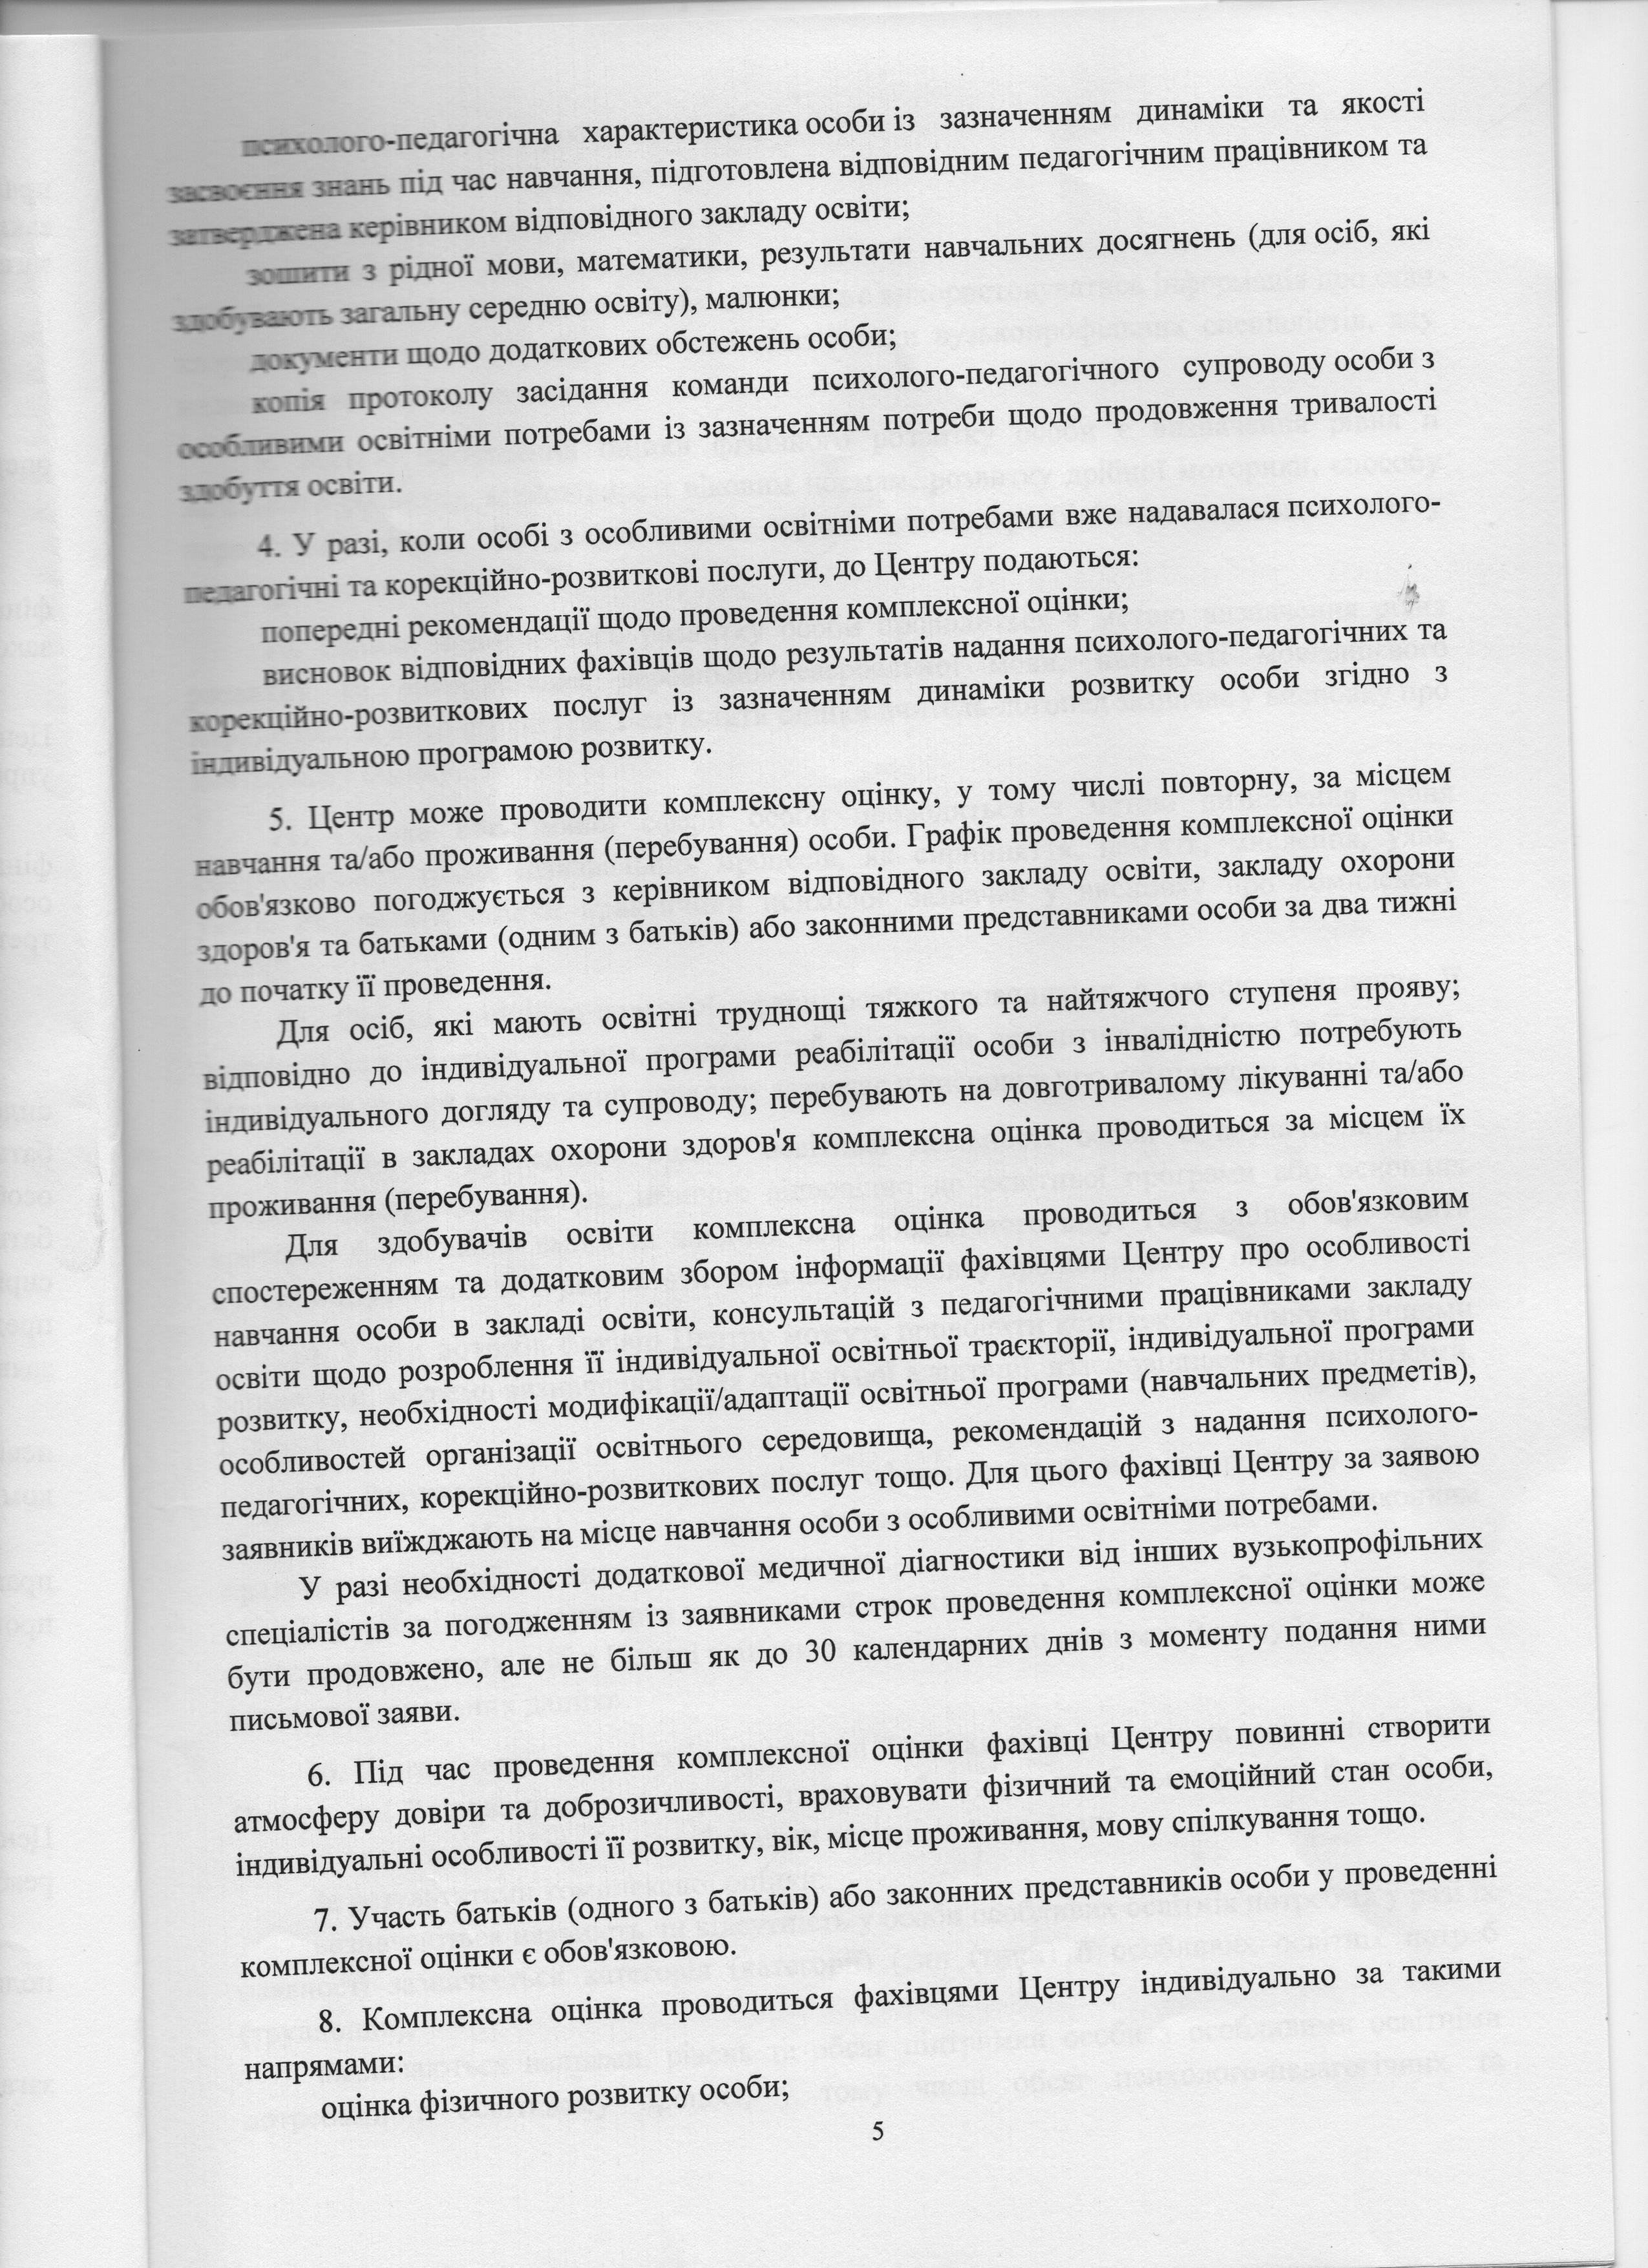 психолого-педагогічна характеристика особи із зазначенням динаміки та якості
засвоєння знань під час навчання, підготовлена відповідним педагогічним працівником та
затверджена керівником відповідного закладу освіти;
зошити з рідної мови, математики, результати навчальних досягнень (для осіб, які
здобувають загальну середню освіту), малюнки;
документи щодо додаткових обстежень особи;
копія протоколу засідання команди психолого-педагогічного супроводу особи з
особливими освітніми потребами із зазначенням потреби щодо продовження тривалості
здобуття освіти.
4. У разі, коли особі з особливими освітніми потребами вже надавалася психолого-
педагогічні та корекційно-розвиткові послуги, до Центру подаються:
попередні рекомендації щодо проведення комплексної оцінки;
висновок відповідних фахівців щодо результатів надання психолого-педагогічних та
корекційно-розвиткових послуг із зазначенням динаміки розвитку особи згідно з
індивідуальною програмою розвитку.
5. Центр може проводити комплексну оцінку, у тому числі повторну, за місцем
навчання та/або проживання (перебування) особи. Графік проведення комплексної оцінки
обов'язково погоджується з керівником відповідного закладу освіти, закладу охорони
здоров'я та батьками (одним з батьків) або законними представниками особи за два тижні
до початку її проведення.
Для осіб, які мають освітні труднощі тяжкого та найтяжчого ступеня прояву;
відповідно до індивідуальної програми реабілітації особи з інвалідністю потребують
індивідуального догляду та супроводу; перебувають на довготривалому лікуванні та/або
реабілітації в закладах охорони здоров'я комплексна оцінка проводиться за місцем їх
проживання (перебування).
Для здобувачів освіти комплексна оцінка проводиться з обов'язковим
спостереженням та додатковим збором інформації фахівцями Центру про особливості
навчання особи в закладі освіти, консультацій з педагогічними працівниками закладу
освіти щодо розроблення її індивідуальної освітньої траєкторії, індивідуальної програми
розвитку, необхідності модифікації/адаптації освітньої програми (навчальних предметів),
особливостей організації освітнього середовища, рекомендацій з надання психолого-
педагогічних, корекційно-розвиткових послуг тощо. Для цього фахівці Центру за заявою
заявників виїжджають на місце навчання особи з особливими освітніми потребами.
У разі необхідності додаткової медичної діагностики від інших вузькопрофільних
спеціалістів за погодженням із заявниками строк проведення комплексної оцінки може
бути продовжено, але не більш як до 30 календарних днів з моменту подання ними
письмової заяви.
6. Під час проведення комплексної оцінки фахівці Центру повинні створити
атмосферу довіри та доброзичливості, враховувати фізичний та емоційний стан особи,
індивідуальні особливості її розвитку, вік, місце проживання, мову спілкування тощо.
7. Участь батьків (одного з батьків) або законних представників особи у проведенні
комплексної оцінки є обов'язковою.
8. Комплексна оцінка проводиться фахівцями Центру індивідуально за такими
напрямами:
оцінка фізичного розвитку особи;
5